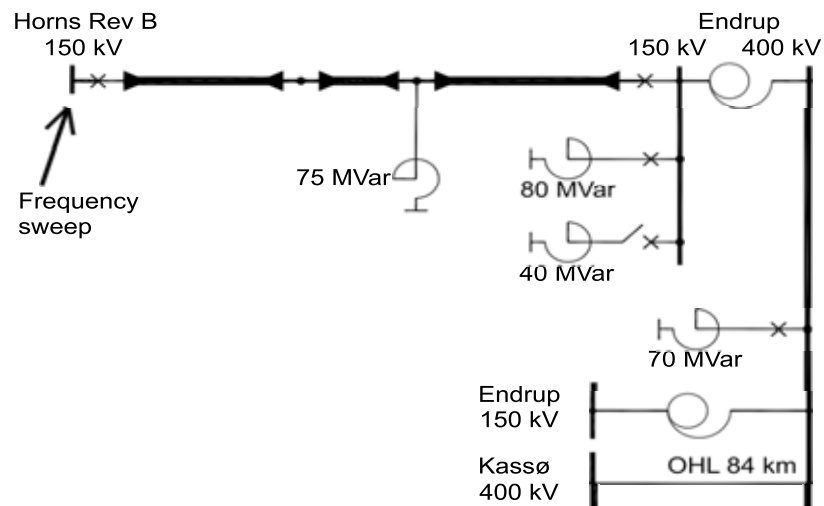 Horns Rev B
150 kV
Endrup
150 kV 400 kV
75 MVar
80 MVar
Frequency
sweep
40 MVar
70 MVar
Endrup
150 kV
Kassø
OHL 84 km
400 kV